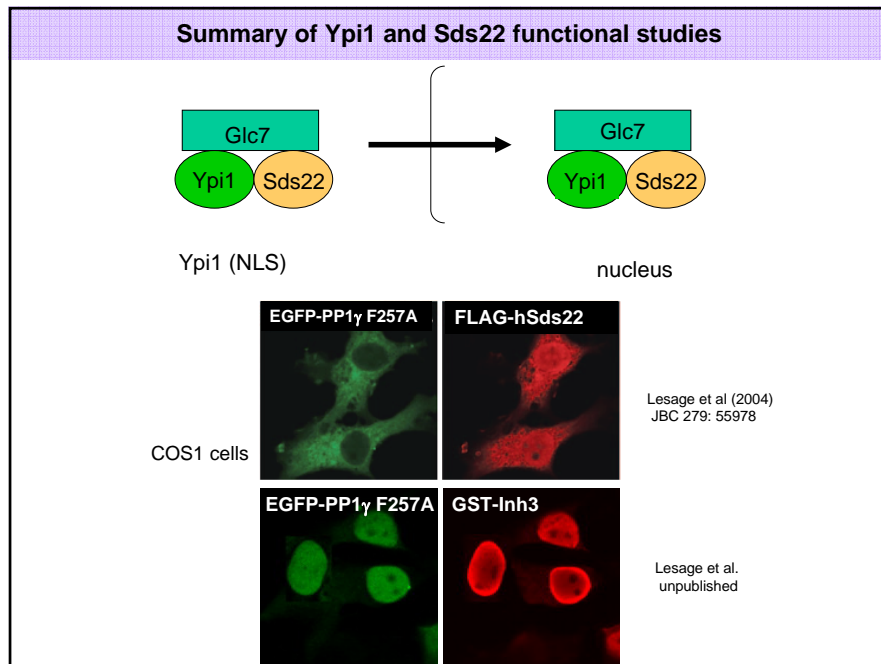 Summary of Ypi1 and Sds22 functional studies
Glc7
Glc7
Ypi1
Sds22
Ypi1
Sds22
Ypi1 (NLS)
nucleus
EGFP-PP1γ F257A
FLAG-hSds22
Lesage et al (2004)
JBC 279: 55978
COS1 cells
EGFP-PP1γ F257A
GST-Inh3
Lesage et al.
unpublished